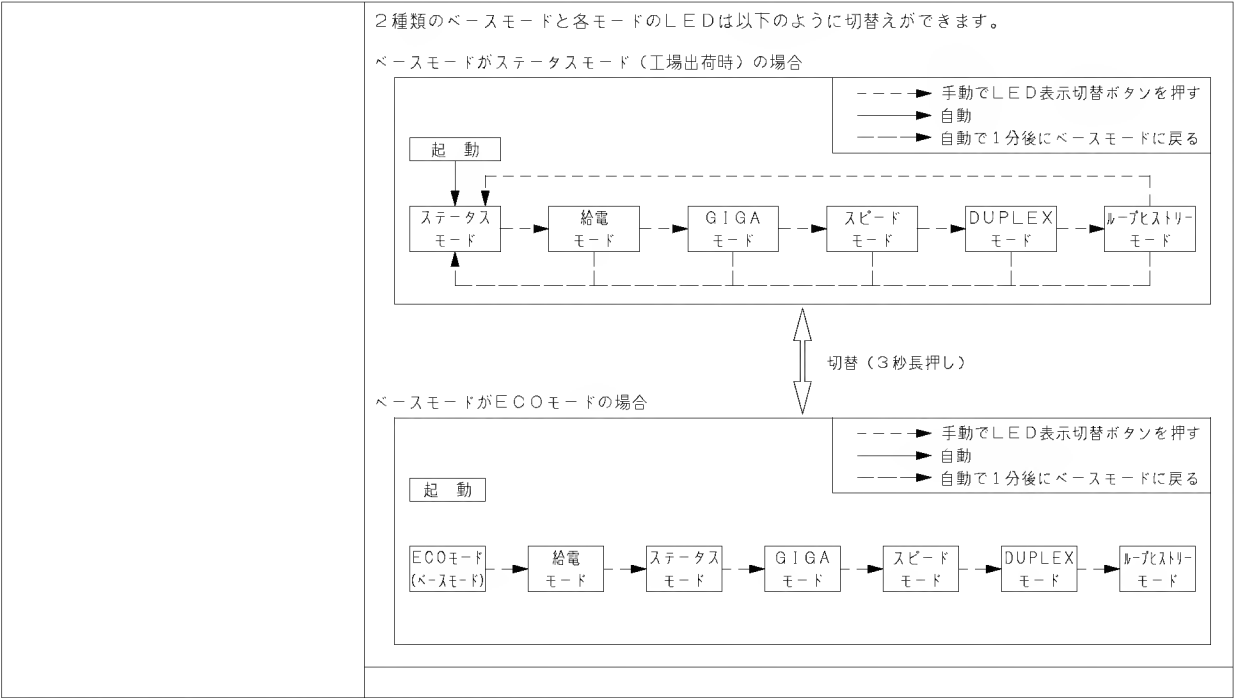 ２種類のベースモードと各モードのＬＥＤは以下のように切替えができます。
ベースモードがステータスモード（工場出荷時）の場合
手動でＬＥＤ表示切替ボタンを押す
自動
自動で１分後にベースモードに戻る
起　動
ステータス
モード
給電
モード
ＧＩＧＡ
モード
スピード
モード
ＤＵＰＬＥＸ
モード
ループヒストリー
モード
切替（３秒長押し）
ベースモードがＥＣＯモードの場合
手動でＬＥＤ表示切替ボタンを押す
自動
自動で１分後にベースモードに戻る
起　動
ＥＣＯモード
(ベースモード)
給電
モード
ステータス
モード
ＧＩＧＡ
モード
スピード
モード
ＤＵＰＬＥＸ
モード
ループヒストリー
モード